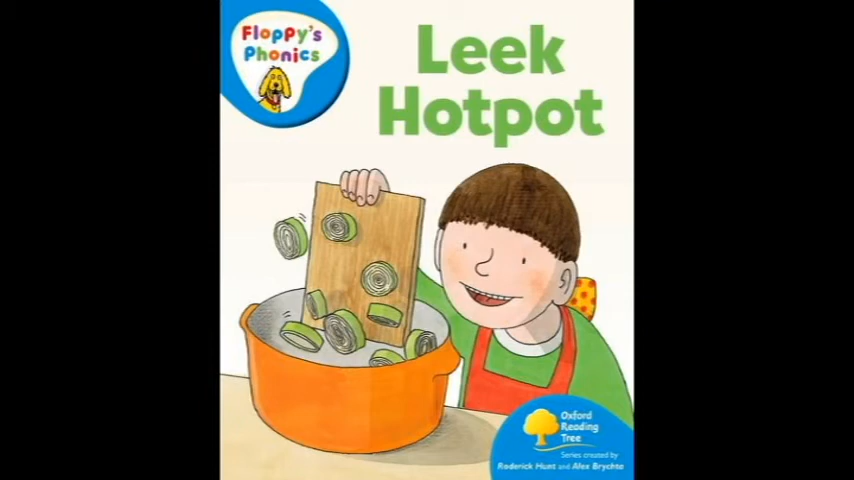 Floppy's
Phonics
Leek
Hotpot
Oxford
Reading
Tree
Series created by
Roderick Hunt and Alex Brychta